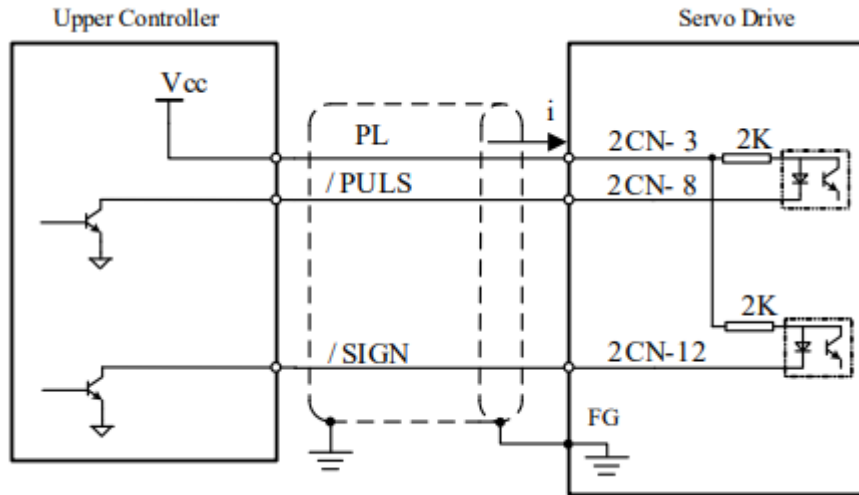 Upper Controller
Servo Drive
Vcc
i
PL
2CN- 3
2K
/PULS
2CN- 8
2K
/SIGN
2CN-12
FG